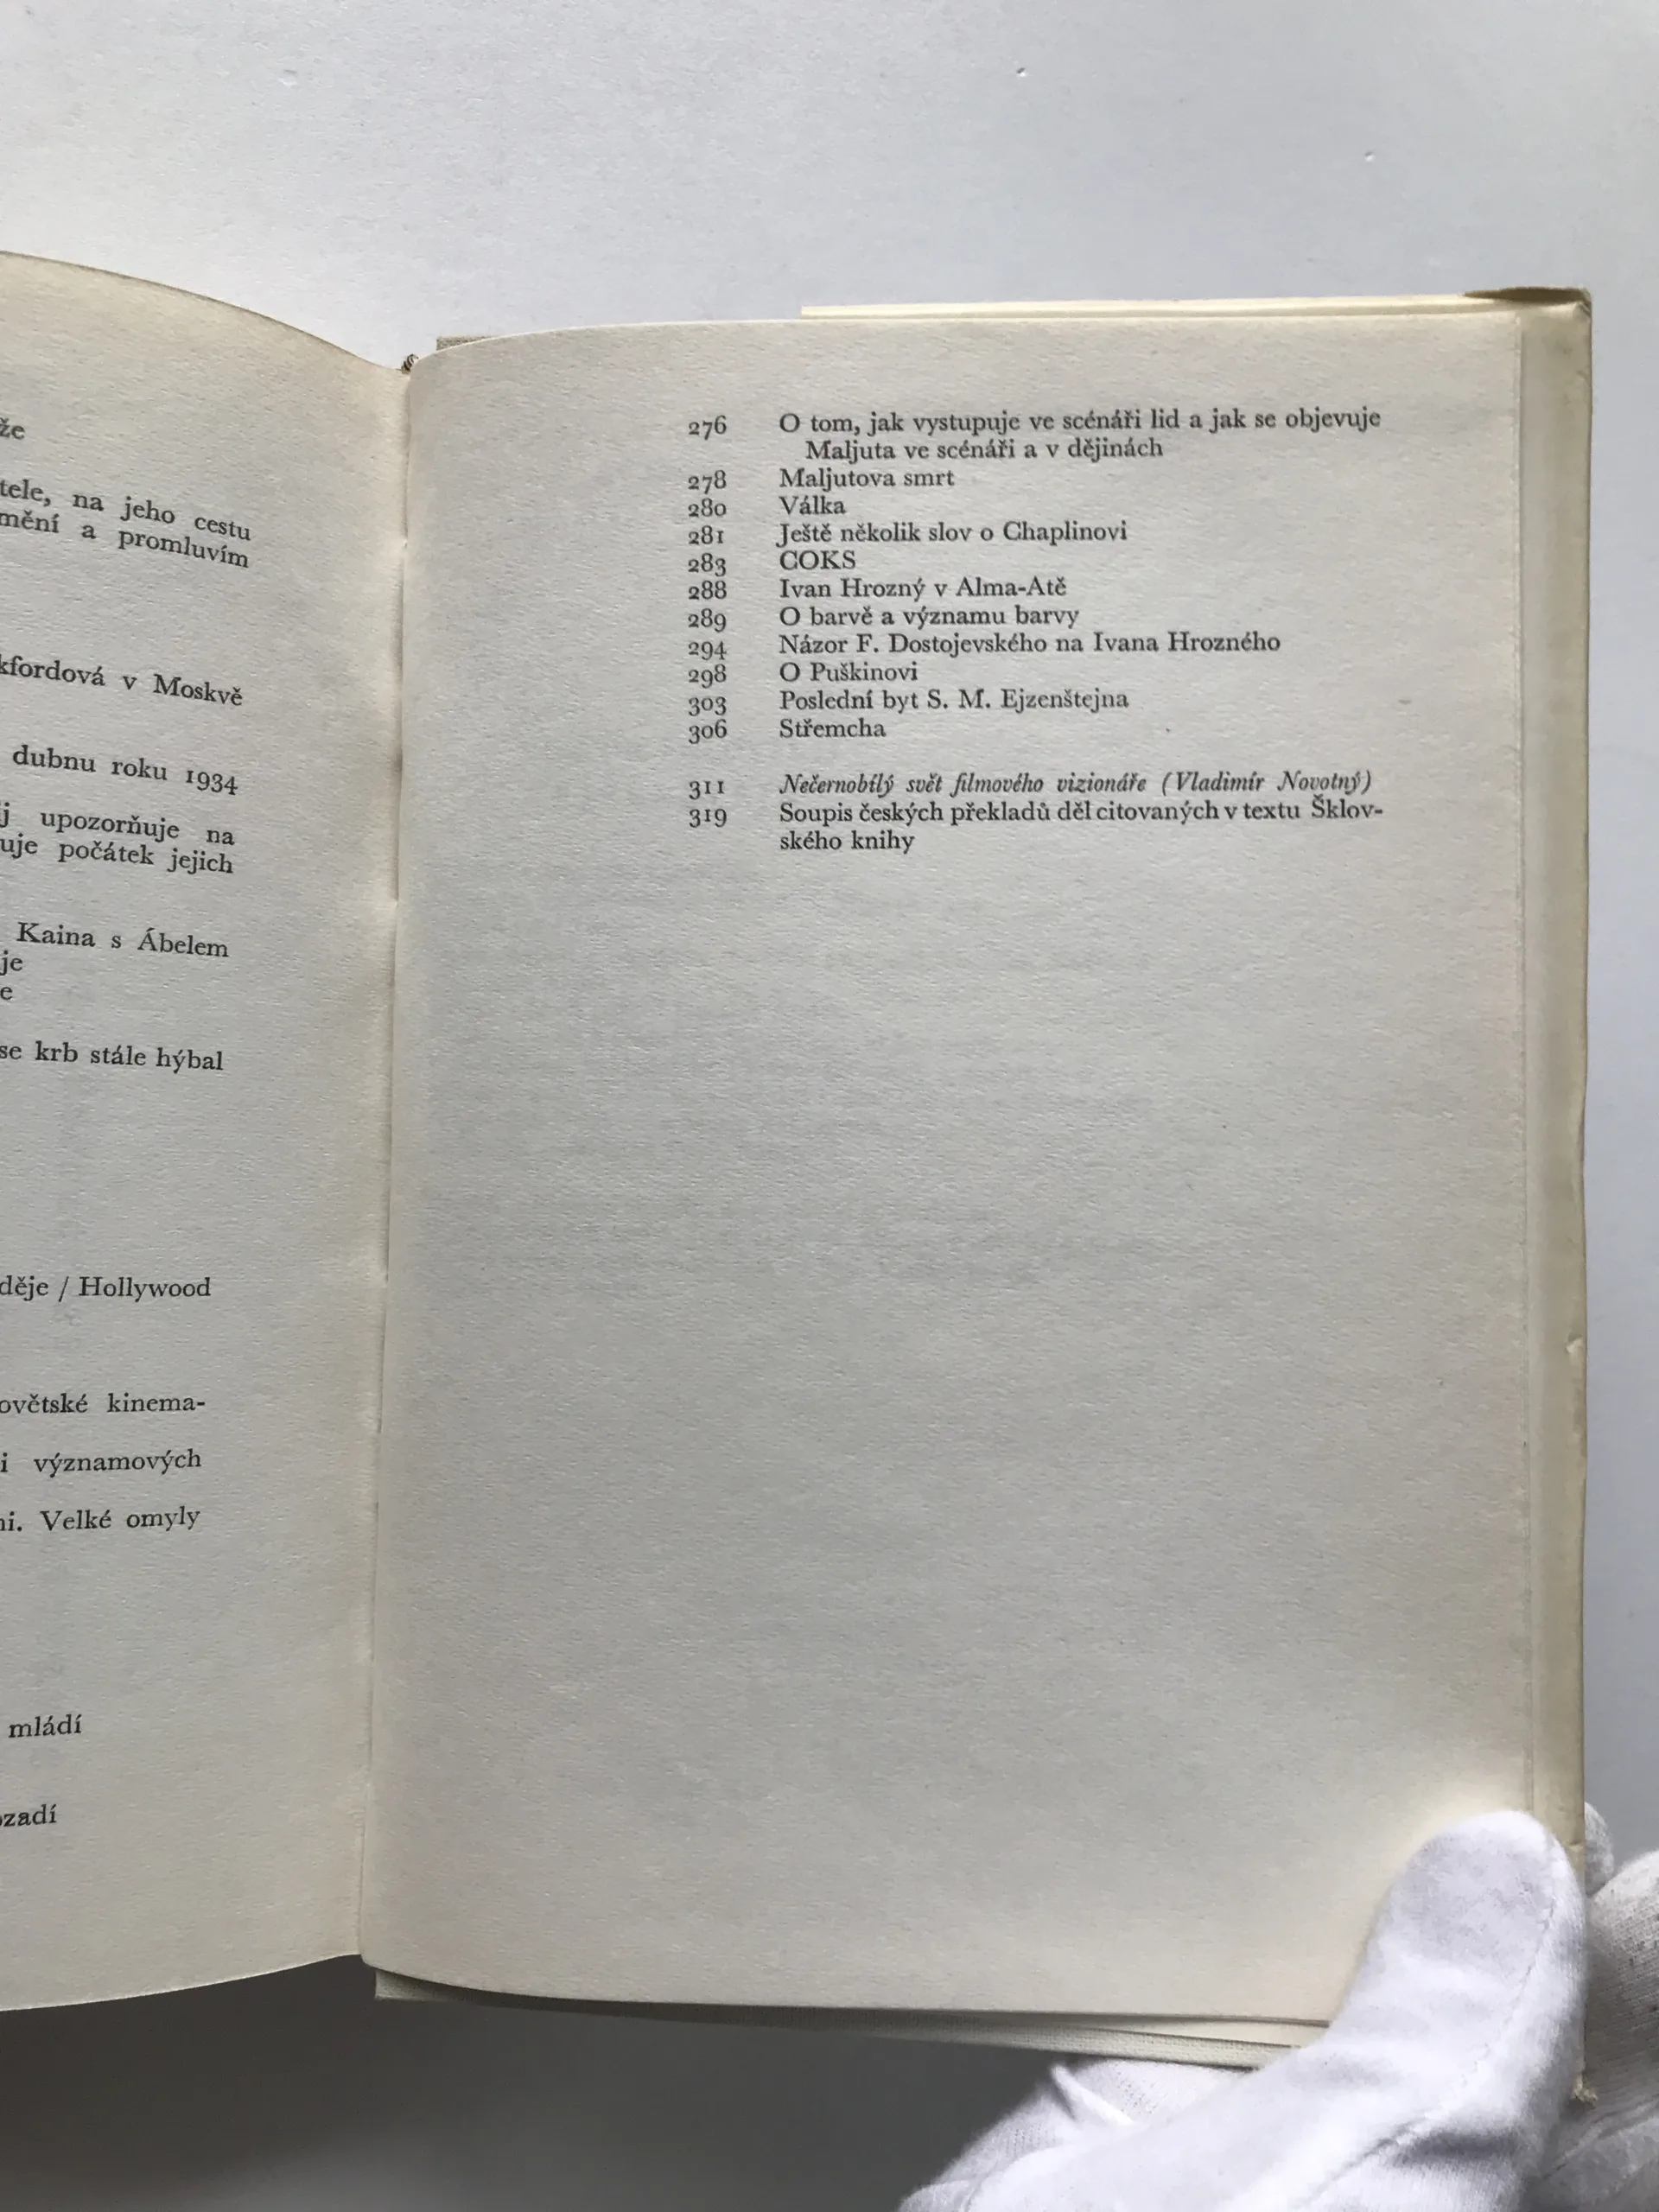 že
tele, na jeho cestu
mění a promluvím
kfordová v Moskvě
dubnu roku 1934
j upozorňuje na
uje počátek jejich
Kaina s Ábelem
je
e
se krb stále hýbal
děje / Hollywood
ovětské kinema-
i významových
ni. Velké omyly
mládí
ozadí
276 O tom, jak vystupuje ve scénáři lid a jak se objevuje
Maljuta ve scénáři a v dějinách
278 Maljutova smrt
280 Válka
281 Ještě několik slov o Chaplinovi
283 COKS
288 Ivan Hrozný v Alma-Atě
289 O barvě a významu barvy
294 Názor F. Dostojevského na Ivana Hrozného
298 O Puškinovi
303 Poslední byt S. M. Ejzenštejna
306 Střemcha
311 Nečernobílý svět filmového vizionáře (Vladimír Novotný)
319 Soupis českých překladů děl citovaných v textu Šklov-
ského knihy